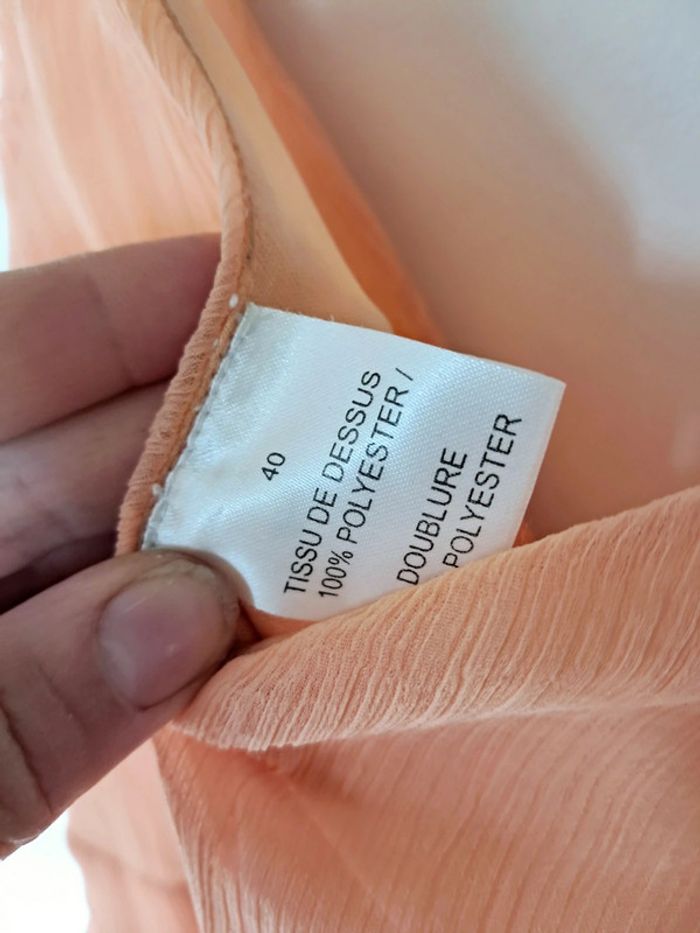 40
TISSU DE DESSUS
100% POLYESTER /
DOUBLURE
POLYESTER